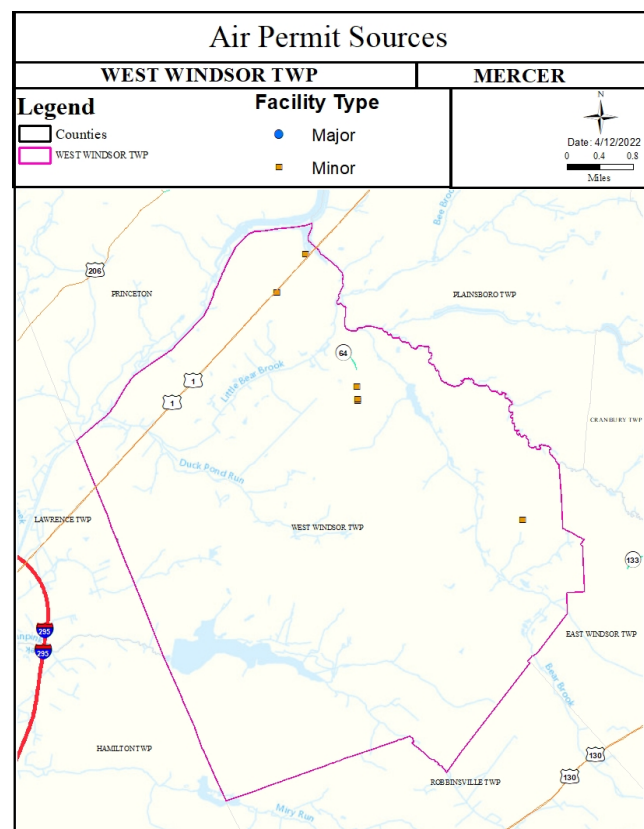 Air Permit Sources
WEST WINDSOR TWP
MERCER
Legend
Counties
WEST WINDSOR TWP
Facility Type
Major
Minor
N
Date: 4/12/2022
0 0.4 0.8
Miles
Bee Broo
206
PRINCETON
PLAINSBORO TWP
64
Little Bear Brook
1
1
CRANBURY TWP
Duck Pond Run
LAWRENCE TWP
WEST WINDSOR TWP
133
295
295
EAST WINDSOR TWP
Bear Brook
HAMILTON TWP
130
130
ROBBINSVILLE TWP
Miry Run